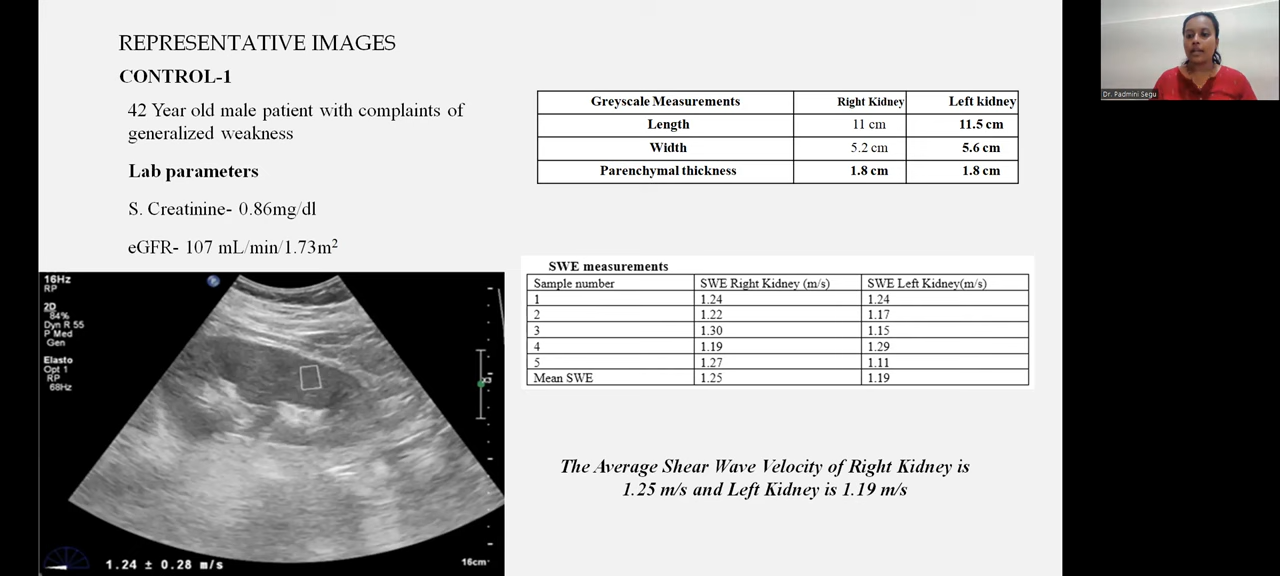 REPRESENTATIVE IMAGES
CONTROL-1
42 Year old male patient with complaints of
generalized weakness
Lab parameters
S. Creatinine- 0.86mg/dl
eGFR- 107 mL/min/1.73m²
Greyscale Measurements Right Kidney Left kidney
Length 11 cm 11.5 cm
Width 5.2 cm 5.6 cm
Parenchymal thickness 1.8 cm 1.8 cm
SWE measurements
Sample number SWE Right Kidney (m/s) SWE Left Kidney(m/s)
1 1.24 1.24
2 1.22 1.17
3 1.30 1.15
4 1.19 1.29
5 1.27 1.11
Mean SWE 1.25 1.19
The Average Shear Wave Velocity of Right Kidney is
1.25 m/s and Left Kidney is 1.19 m/s
16Hz
RP
2D
84%
Dyn R 55
P Med
Gen
Elasto
Opt 1
RP
68Hz
1.24 ± 0.28 m/s
16cm
Dr. Padmini Segu